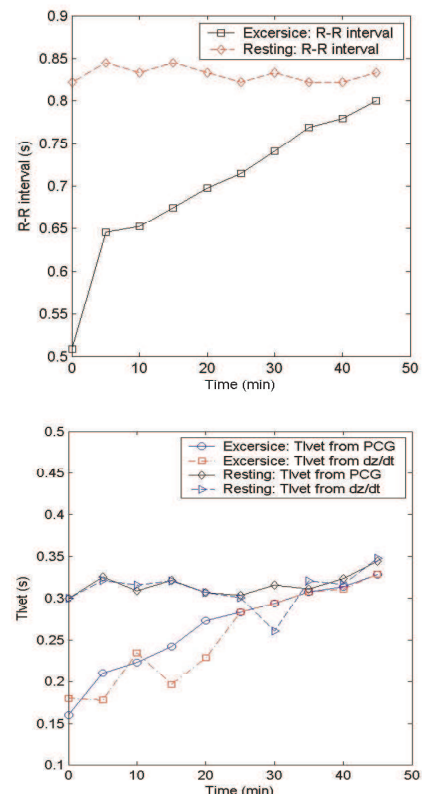 0.9
0.85
0.8
0.75
0.7
0.65
0.6
0.55
0.5
R-R interval (s)
Excersice: R-R interval
Resting: R-R interval
0 10 20 30 40 50
Time (min)
0.5
0.45
0.4
0.35
0.3
0.25
0.2
0.15
0.1
Tlvet (s)
Excersice: Tlvet from PCG
Excersice: Tlvet from dz/dt
Resting: Tlvet from PCG
Resting: Tlvet from dz/dt
0 10 20 30 40 50
Time (min)